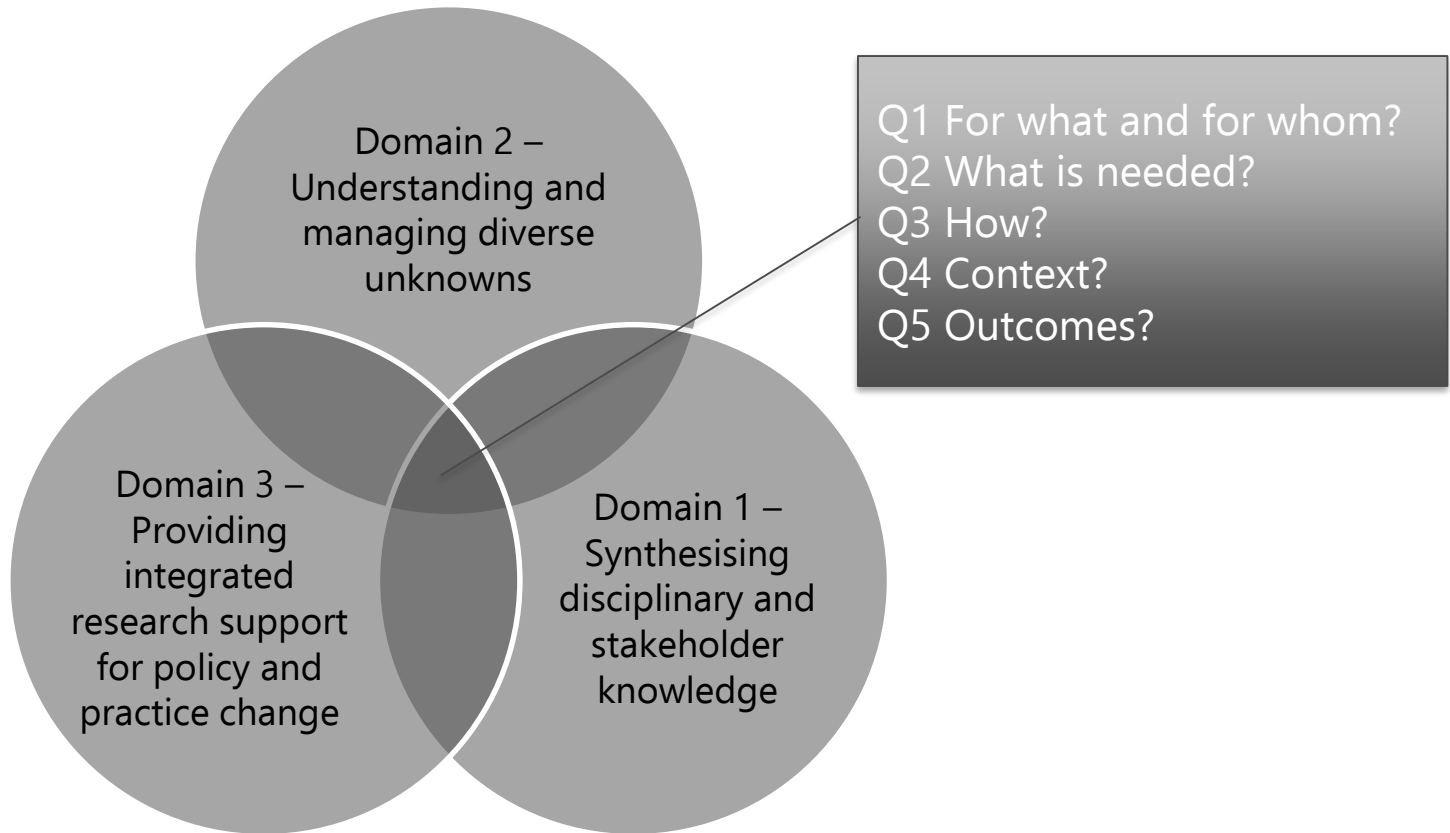 Domain 2 –
Understanding and
managing diverse
unknowns
Q1 For what and for whom?
Q2 What is needed?
Q3 How?
Q4 Context?
Q5 Outcomes?
Domain 3 –
Providing
integrated
research support
for policy and
practice change
Domain 1 –
Synthesising
disciplinary and
stakeholder
knowledge